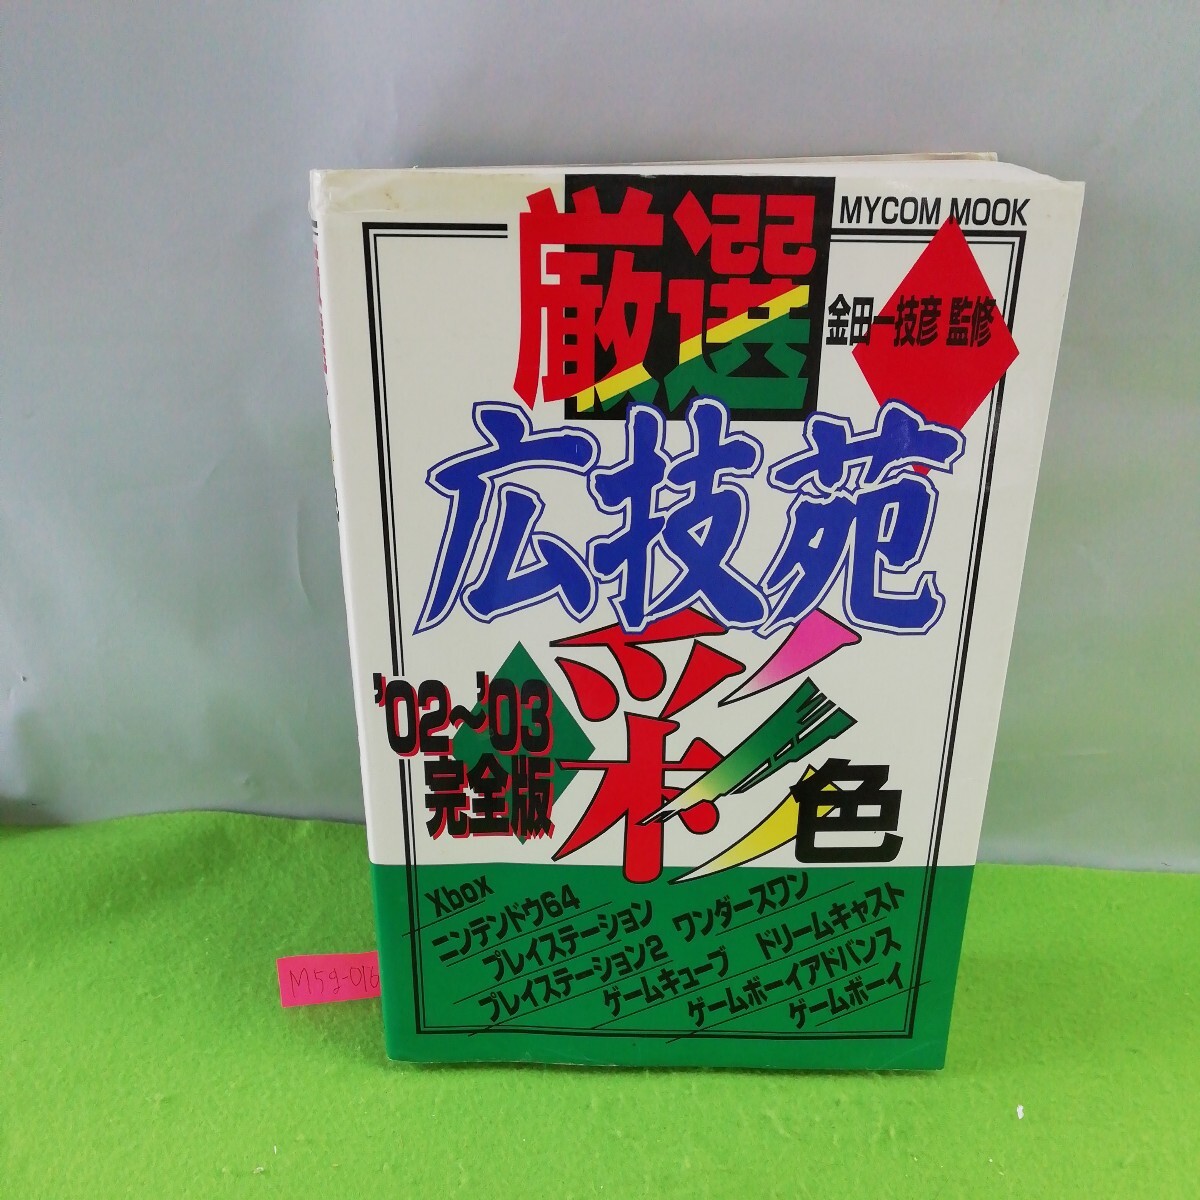 MYCOM MOOK
厳選
金田一技彦 監修
広技苑
'02〜'03
完全版
彩色
Xbox
ニンテンドウ64
プレイステーション
ワンダースワン
プレイステーション2
ドリームキャスト
ゲームキューブ
ゲームボーイアドバンス
ゲームボーイ
M59-016